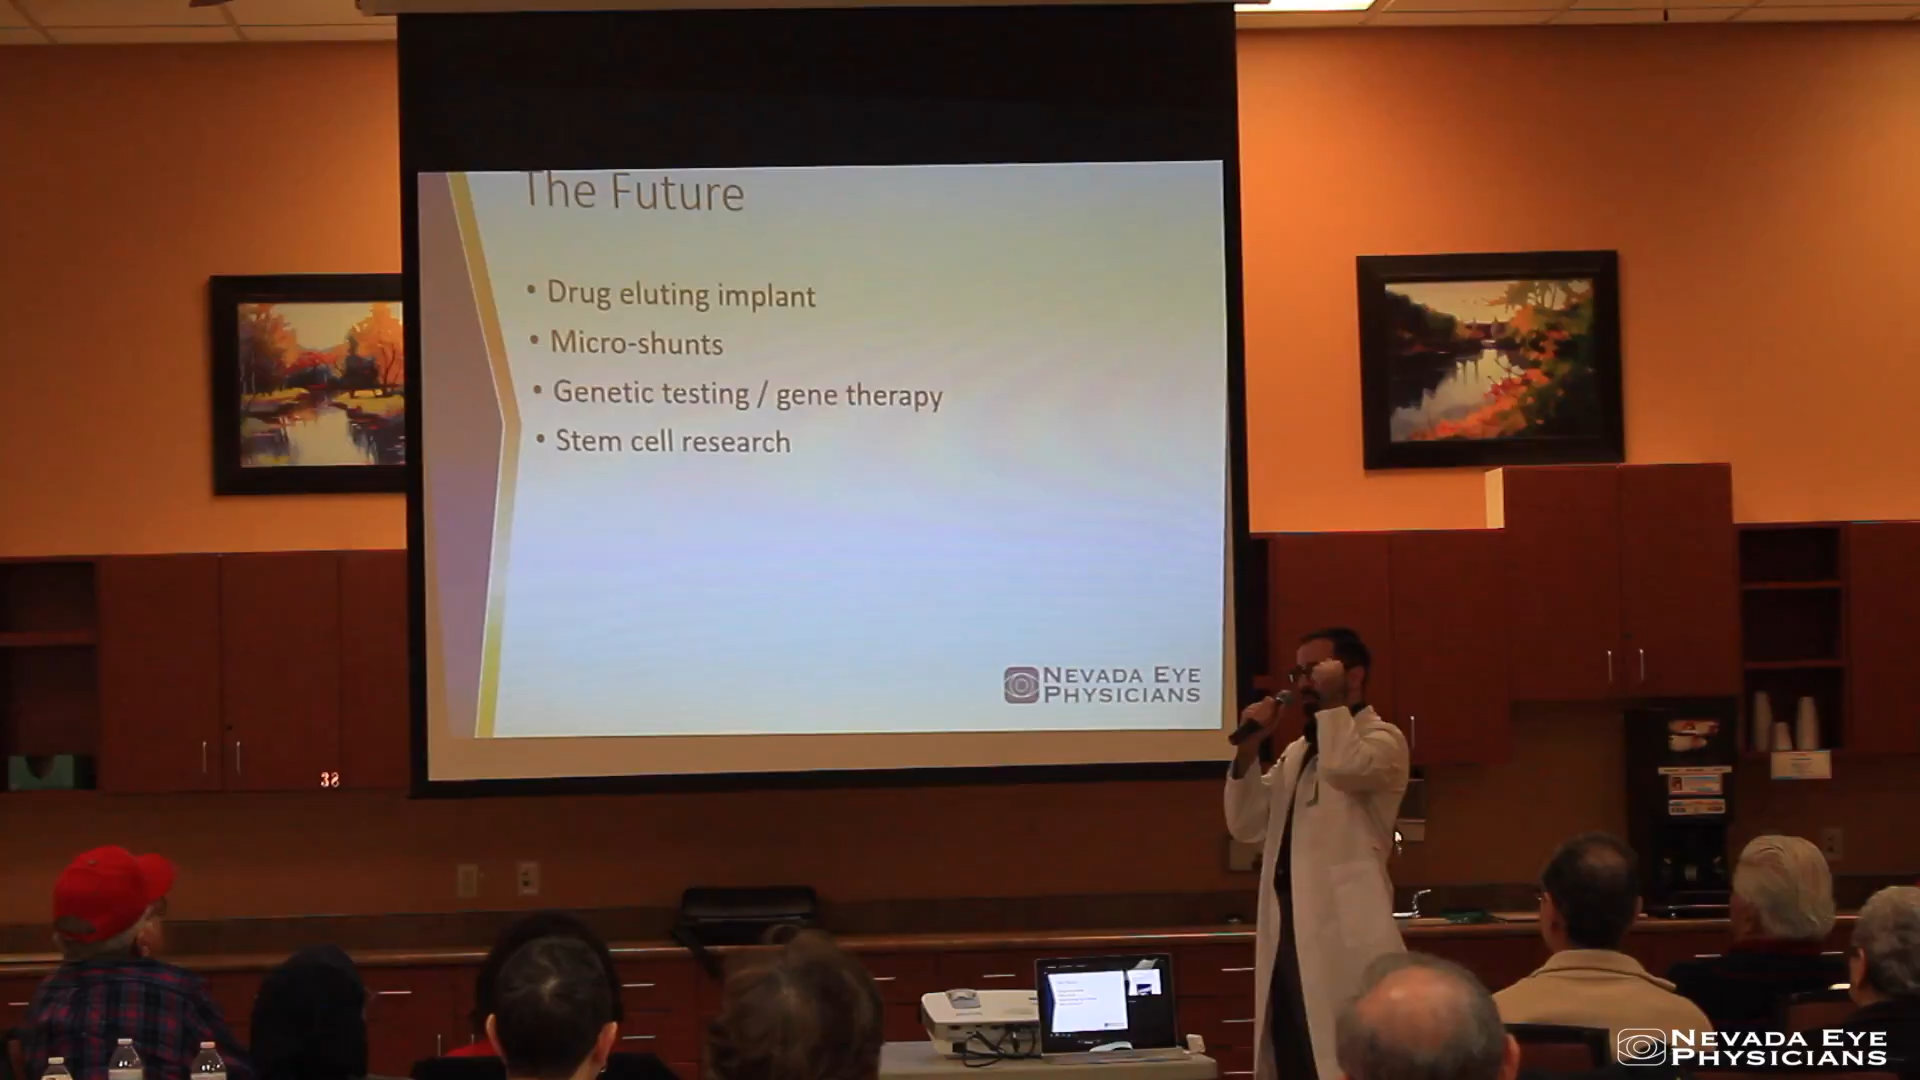 The Future
• Drug eluting implant
• Micro-shunts
• Genetic testing / gene therapy
• Stem cell research
NEVADA EYE
PHYSICIANS
38
NEVADA EYE
PHYSICIANS